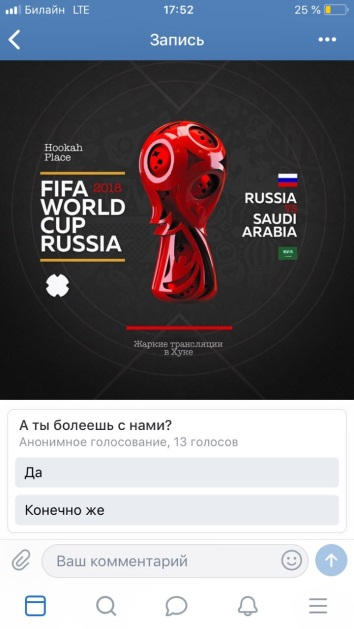 Билайн LTE 17:52 25 %
Запись
Hookah
Place
FIFA 2018
WORLD
CUP
RUSSIA
RUSSIA
VS
SAUDI
ARABIA
Жаркие трансляции
в Хуке
А ты болеешь с нами?
Анонимное голосование, 13 голосов
Да
Конечно же
Ваш комментарий